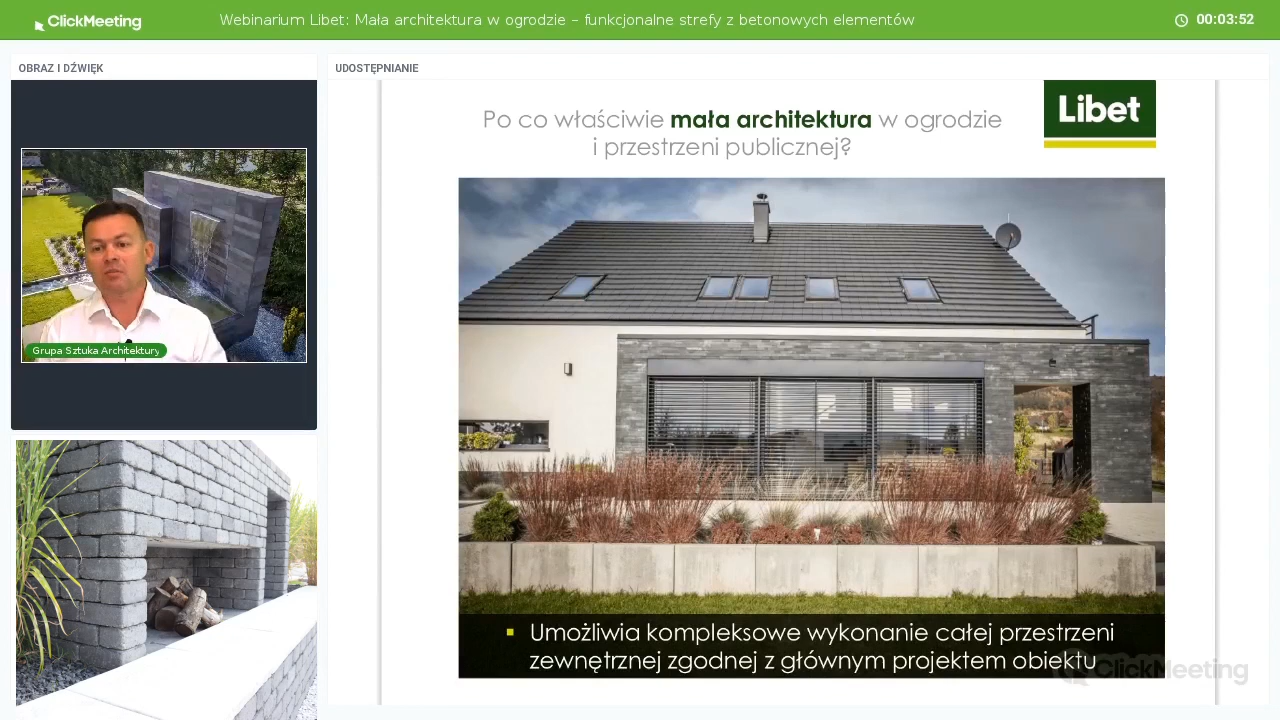 ClickMeeting
Webinarium Libet: Mała architektura w ogrodzie – funkcjonalne strefy z betonowych elementów
00:03:52
OBRAZ I DŹWIĘK
UDOSTĘPNIANIE
Grupa Sztuka Architektury
Po co właściwie mała architektura w ogrodzie
i przestrzeni publicznej?
Libet
Umożliwia kompleksowe wykonanie całej przestrzeni
zewnętrznej zgodnej z głównym projektem obiektu
ClickMeeting